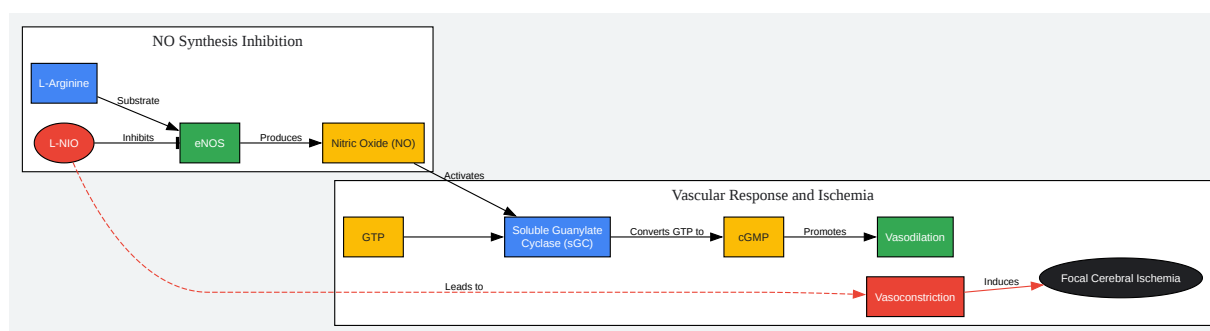 NO Synthesis Inhibition
L-Arginine
Substrate
L-NIO
Inhibits
eNOS
Produces
Nitric Oxide (NO)
Activates
Vascular Response and Ischemia
GTP
Soluble Guanylate
Cyclase (sGC)
Converts GTP to
cGMP
Promotes
Vasodilation
Leads to
Vasoconstriction
Induces
Focal Cerebral Ischemia